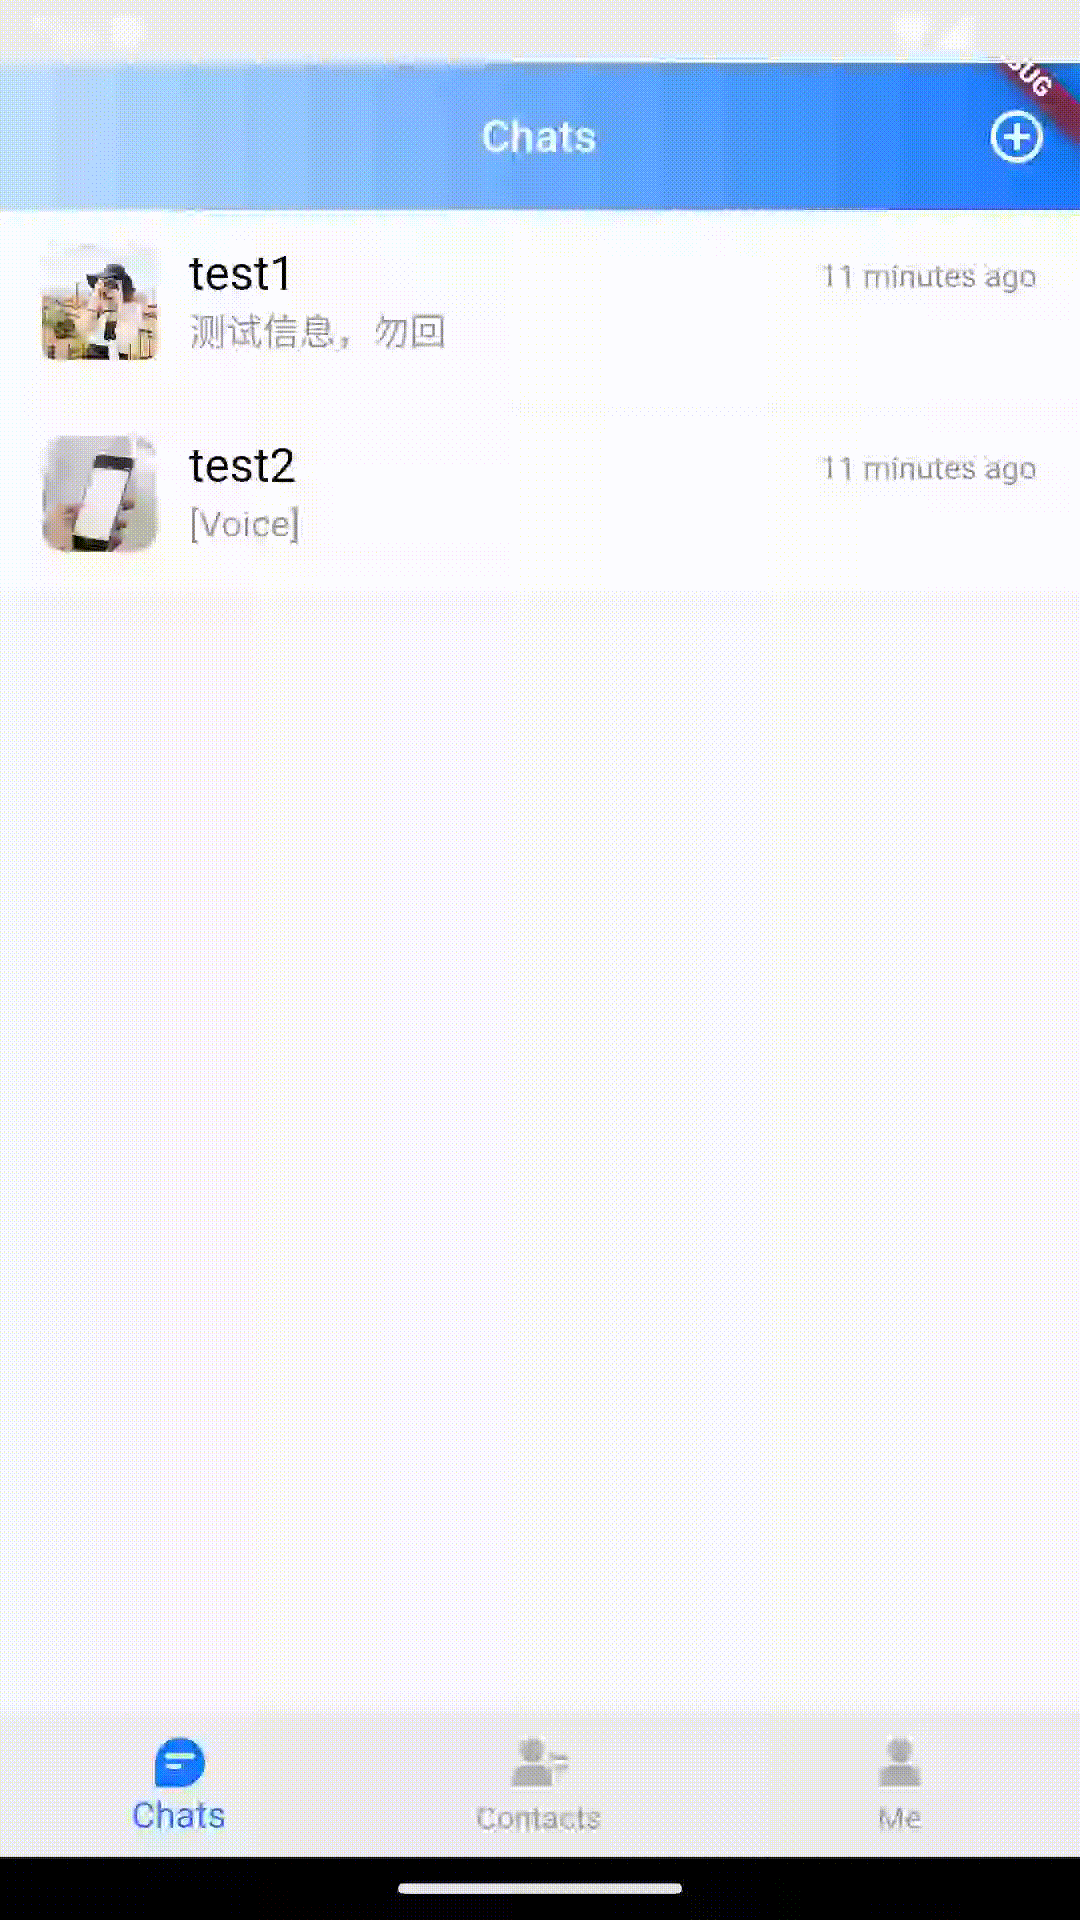 Chats
test1
11 minutes ago
测试信息，勿回
test2
11 minutes ago
[Voice]
Chats
Contacts
Me